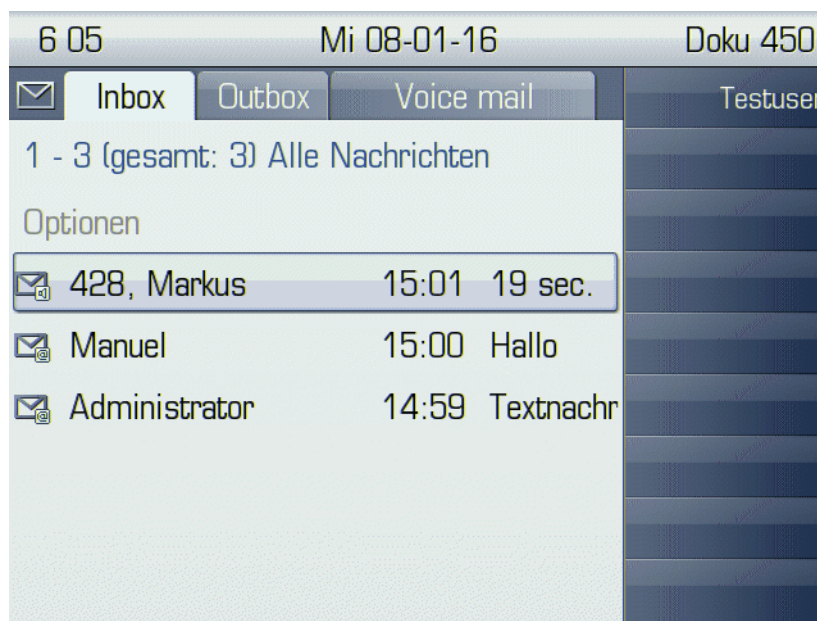 6 05 Mi 08-01-16 Doku 450
Inbox Outbox Voice mail Testuser
1 - 3 (gesamt: 3) Alle Nachrichten
Optionen
428, Markus 15:01 19 sec.
Manuel 15:00 Hallo
Administrator 14:59 Textnachr